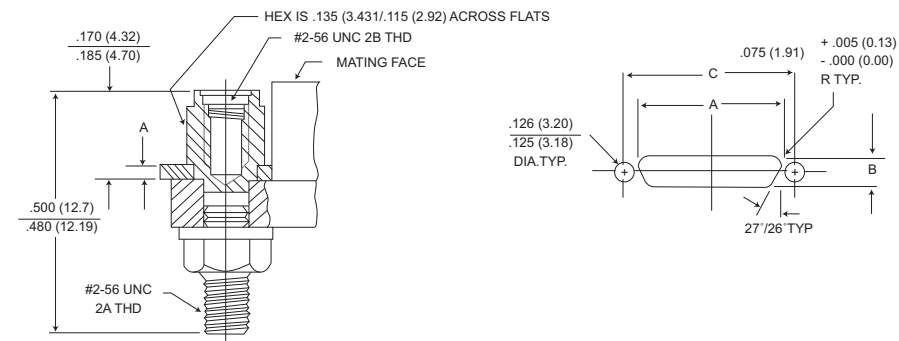 HEX IS .135 (3.431/.115 (2.92) ACROSS FLATS
#2-56 UNC 2B THD
MATING FACE
.170 (4.32)
.185 (4.70)
A
.500 (12.7)
.480 (12.19)
#2-56 UNC
2A THD
.075 (1.91)
+ .005 (0.13)
- .000 (0.00)
R TYP.
C
A
.126 (3.20)
.125 (3.18)
DIA.TYP.
B
27°/26°TYP